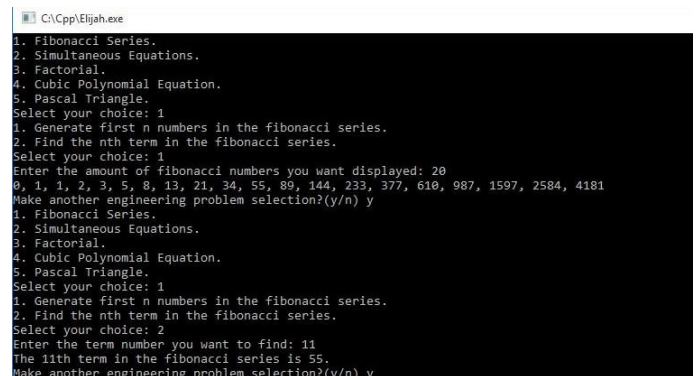 C:\Cpp\Elijah.exe
1. Fibonacci Series.
2. Simultaneous Equations.
3. Factorial.
4. Cubic Polynomial Equation.
5. Pascal Triangle.
Select your choice: 1
1. Generate first n numbers in the fibonacci series.
2. Find the nth term in the fibonacci series.
Select your choice: 1
Enter the amount of fibonacci numbers you want displayed: 20
0, 1, 1, 2, 3, 5, 8, 13, 21, 34, 55, 89, 144, 233, 377, 610, 987, 1597, 2584, 4181
Make another engineering problem selection?(y/n) y
1. Fibonacci Series.
2. Simultaneous Equations.
3. Factorial.
4. Cubic Polynomial Equation.
5. Pascal Triangle.
Select your choice: 1
1. Generate first n numbers in the fibonacci series.
2. Find the nth term in the fibonacci series.
Select your choice: 2
Enter the term number you want to find: 11
The 11th term in the fibonacci series is 55.
Make another engineering problem selection?(y/n) y